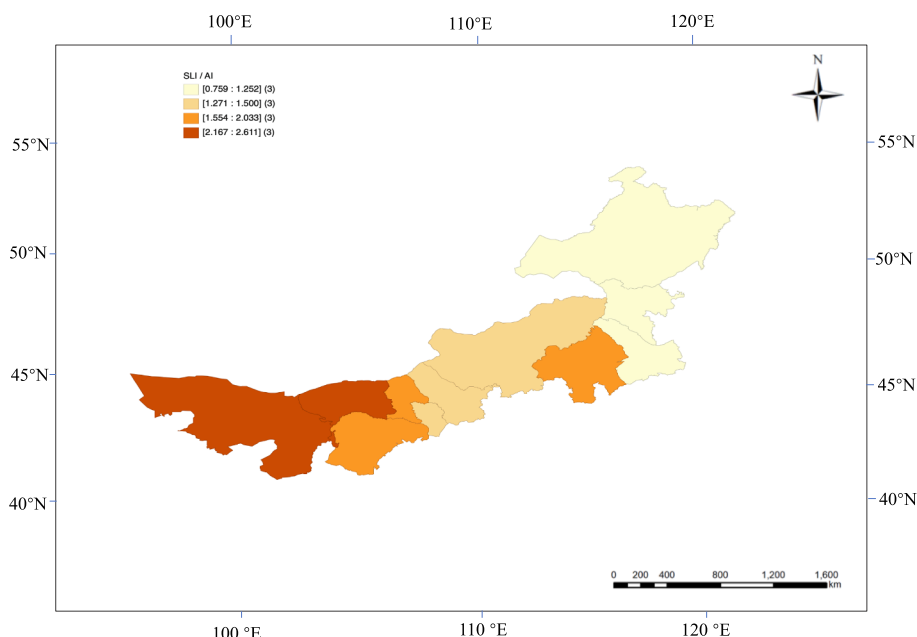 100°E 110°E 120°E
N
SLI / AI
[0.759 : 1.252] (3)
[1.271 : 1.500] (3)
[1.554 : 2.033] (3)
[2.167 : 2.611] (3)
55°N 55°N
50°N 50°N
45°N 45°N
40°N 40°N
0 200 400 800 1,200 1,600
km
100 °E 110 °E 120 °E